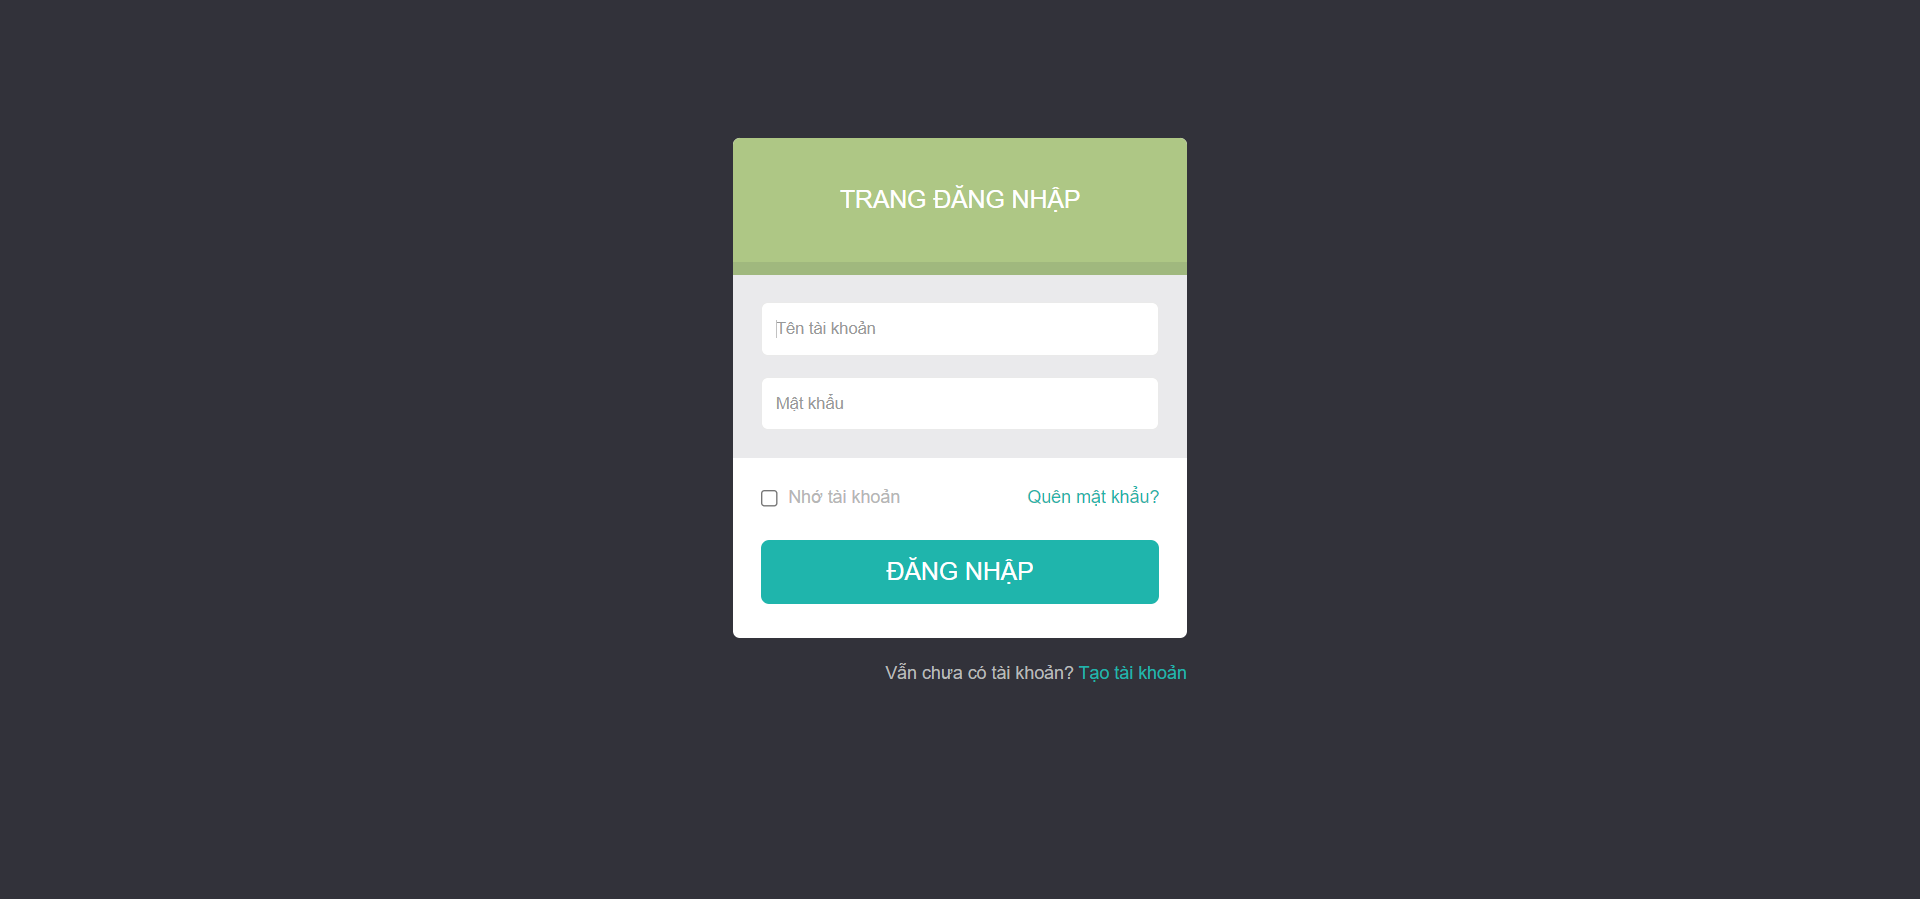 TRANG ĐĂNG NHẬP
Tên tài khoản
Mật khẩu
Nhớ tài khoản Quên mật khẩu?
ĐĂNG NHẬP
Vẫn chưa có tài khoản? Tạo tài khoản